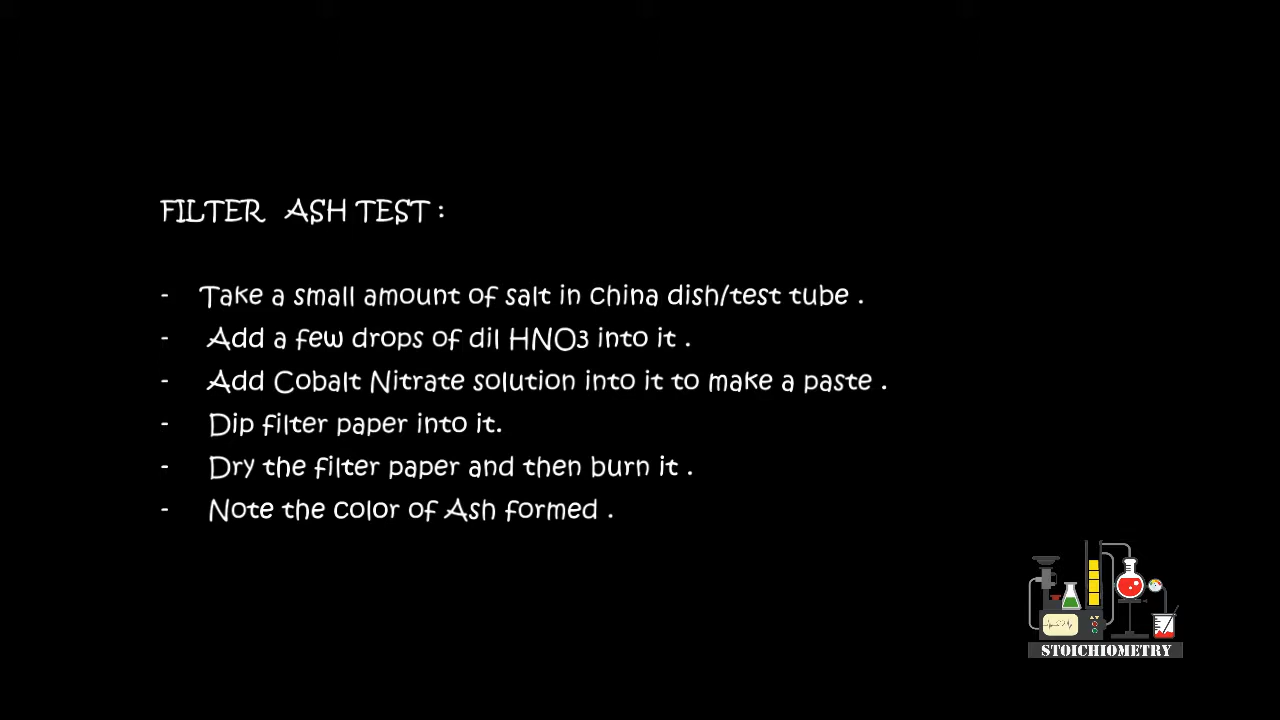 FILTER ASH TEST :
- Take a small amount of salt in china dish/test tube .
- Add a few drops of dil HNO3 into it .
- Add Cobalt Nitrate solution into it to make a paste .
- Dip filter paper into it.
- Dry the filter paper and then burn it .
- Note the color of Ash formed .
STOICHIOMETRY